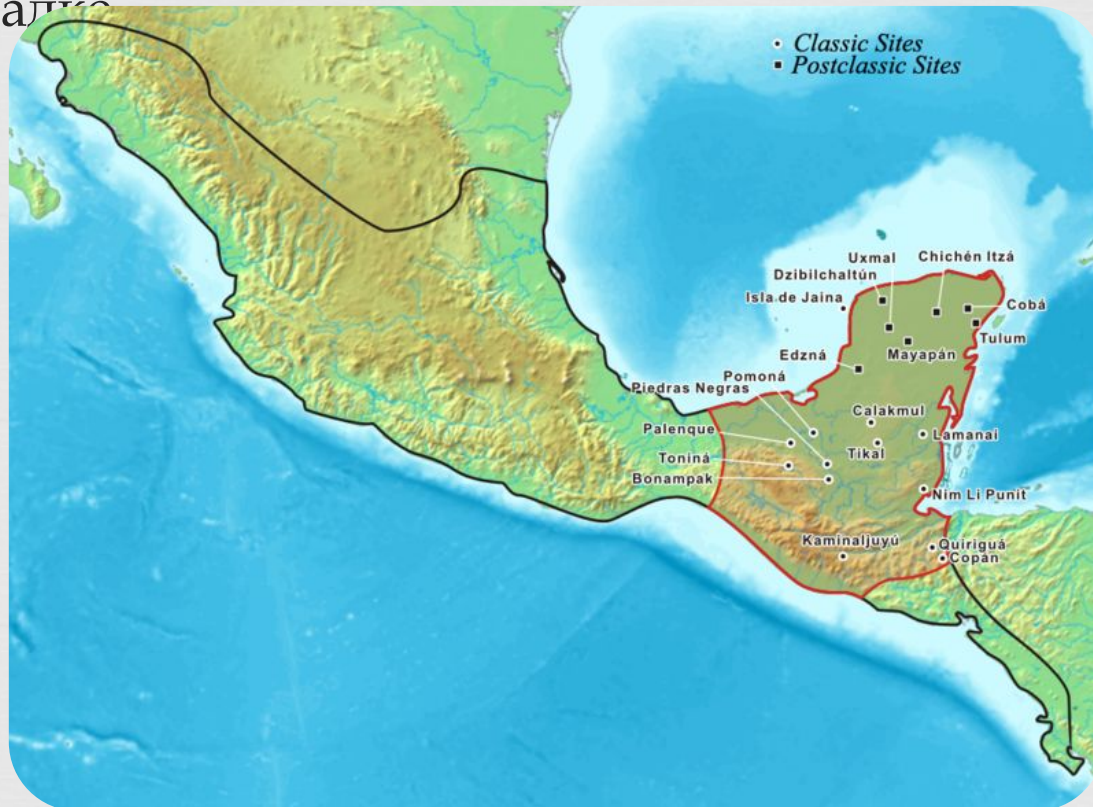 Classic Sites
Postclassic Sites
Uxmal
Chichén Itzá
Dzibilchaltún
Isla de Jaina
Cobá
Tulum
Mayapán
Edzná
Pomoná
Piedras Negras
Calakmul
Palenque
Lamanai
Tikal
Toniná
Bonampak
Nim Li Punit
Kaminaljuyú
Quiriguá
Copán